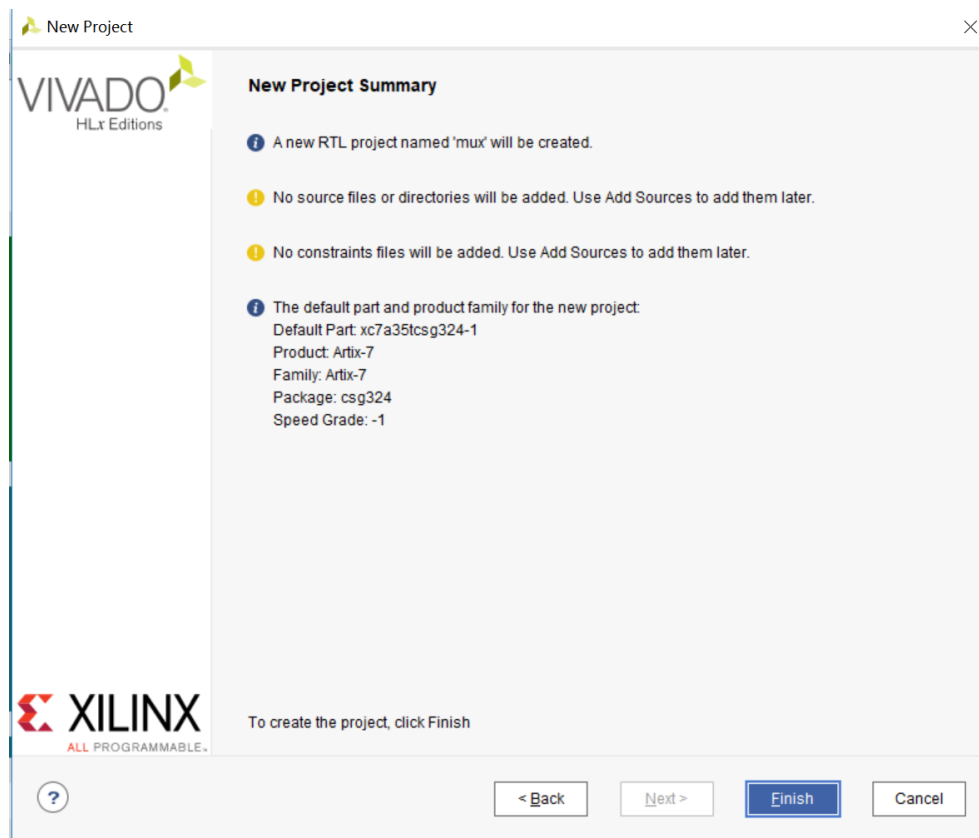 New Project
VIVADO.
HLx Editions
New Project Summary
A new RTL project named 'mux' will be created.
No source files or directories will be added. Use Add Sources to add them later.
No constraints files will be added. Use Add Sources to add them later.
The default part and product family for the new project:
Default Part: xc7a35tcsg324-1
Product: Artix-7
Family: Artix-7
Package: csg324
Speed Grade: -1
XILINX
ALL PROGRAMMABLE™
To create the project, click Finish
?
< Back
Next >
Finish
Cancel